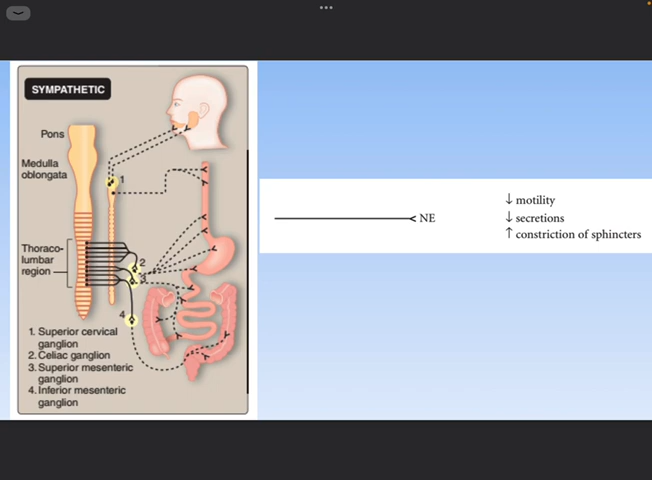 SYMPATHETIC
Pons
Medulla
oblongata
1
Thoraco-
lumbar
region
2
3
4
1. Superior cervical
ganglion
2. Celiac ganglion
3. Superior mesenteric
ganglion
4. Inferior mesenteric
ganglion
NE
↓ motility
↓ secretions
↑ constriction of sphincters